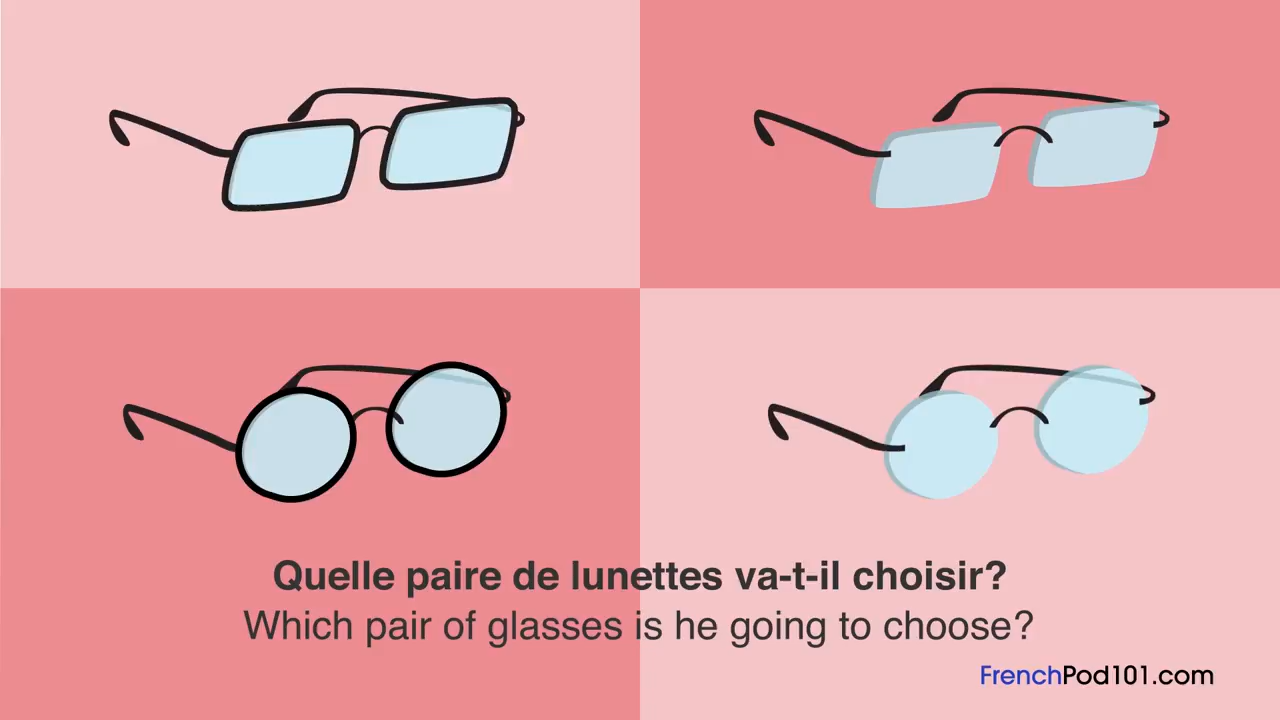 Quelle paire de lunettes va-t-il choisir?
Which pair of glasses is he going to choose?
FrenchPod101.com